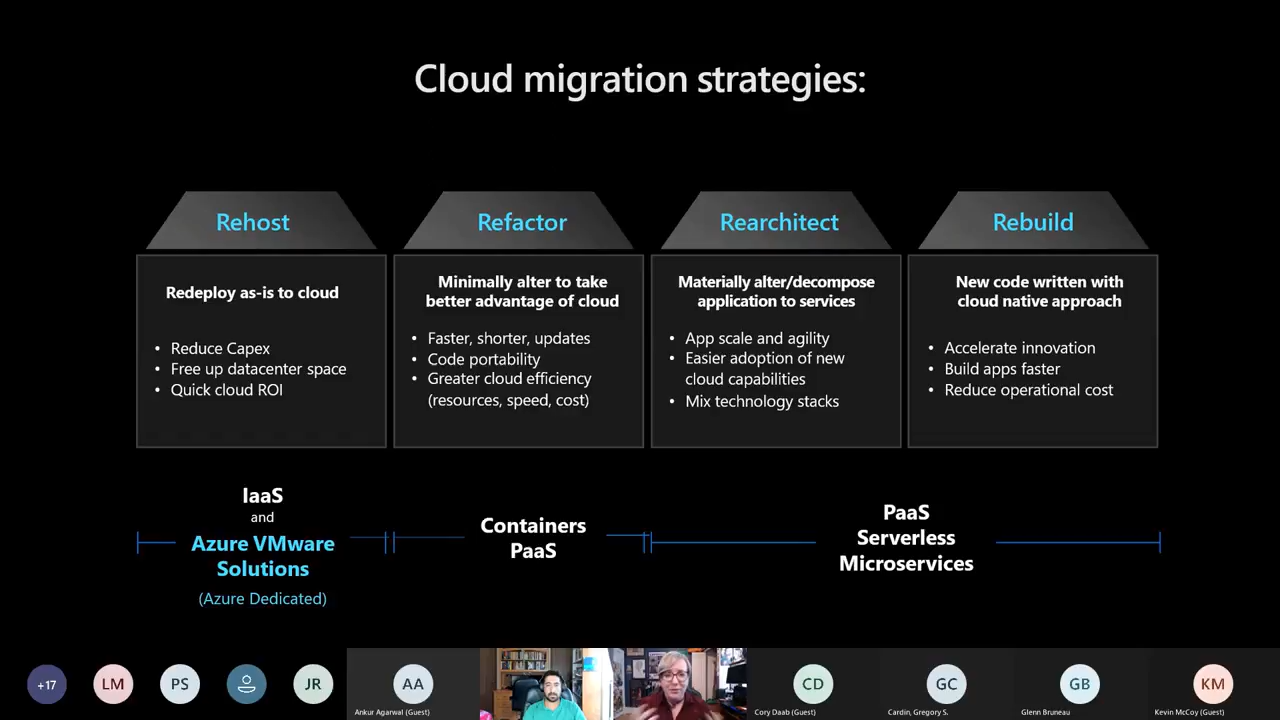 Cloud migration strategies:
Rehost
Redeploy as-is to cloud
• Reduce Capex
• Free up datacenter space
• Quick cloud ROI
Refactor
Minimally alter to take
better advantage of cloud
• Faster, shorter, updates
• Code portability
• Greater cloud efficiency
(resources, speed, cost)
Rearchitect
Materially alter/decompose
application to services
• App scale and agility
• Easier adoption of new
cloud capabilities
• Mix technology stacks
Rebuild
New code written with
cloud native approach
• Accelerate innovation
• Build apps faster
• Reduce operational cost
IaaS
and
Azure VMware
Solutions
(Azure Dedicated)
Containers
PaaS
PaaS
Serverless
Microservices
+17
LM
PS
JR
AA
Ankur Agarwal (Guest)
CD
Cory Daab (Guest)
GC
Cardin, Gregory S.
GB
Glenn Bruneau
KM
Kevin McCoy (Guest)